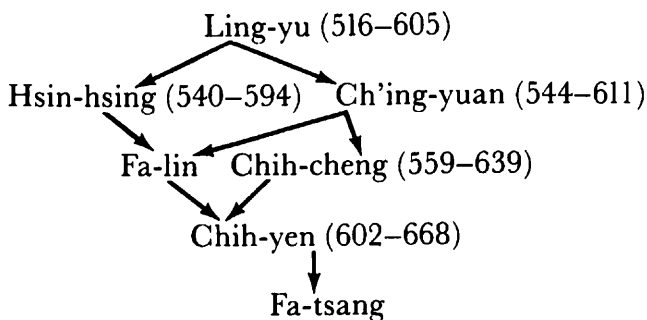 Ling-yu (516–605)
Hsin-hsing (540–594) Ch'ing-yuan (544–611)
Fa-lin Chih-cheng (559–639)
Chih-yen (602–668)
Fa-tsang